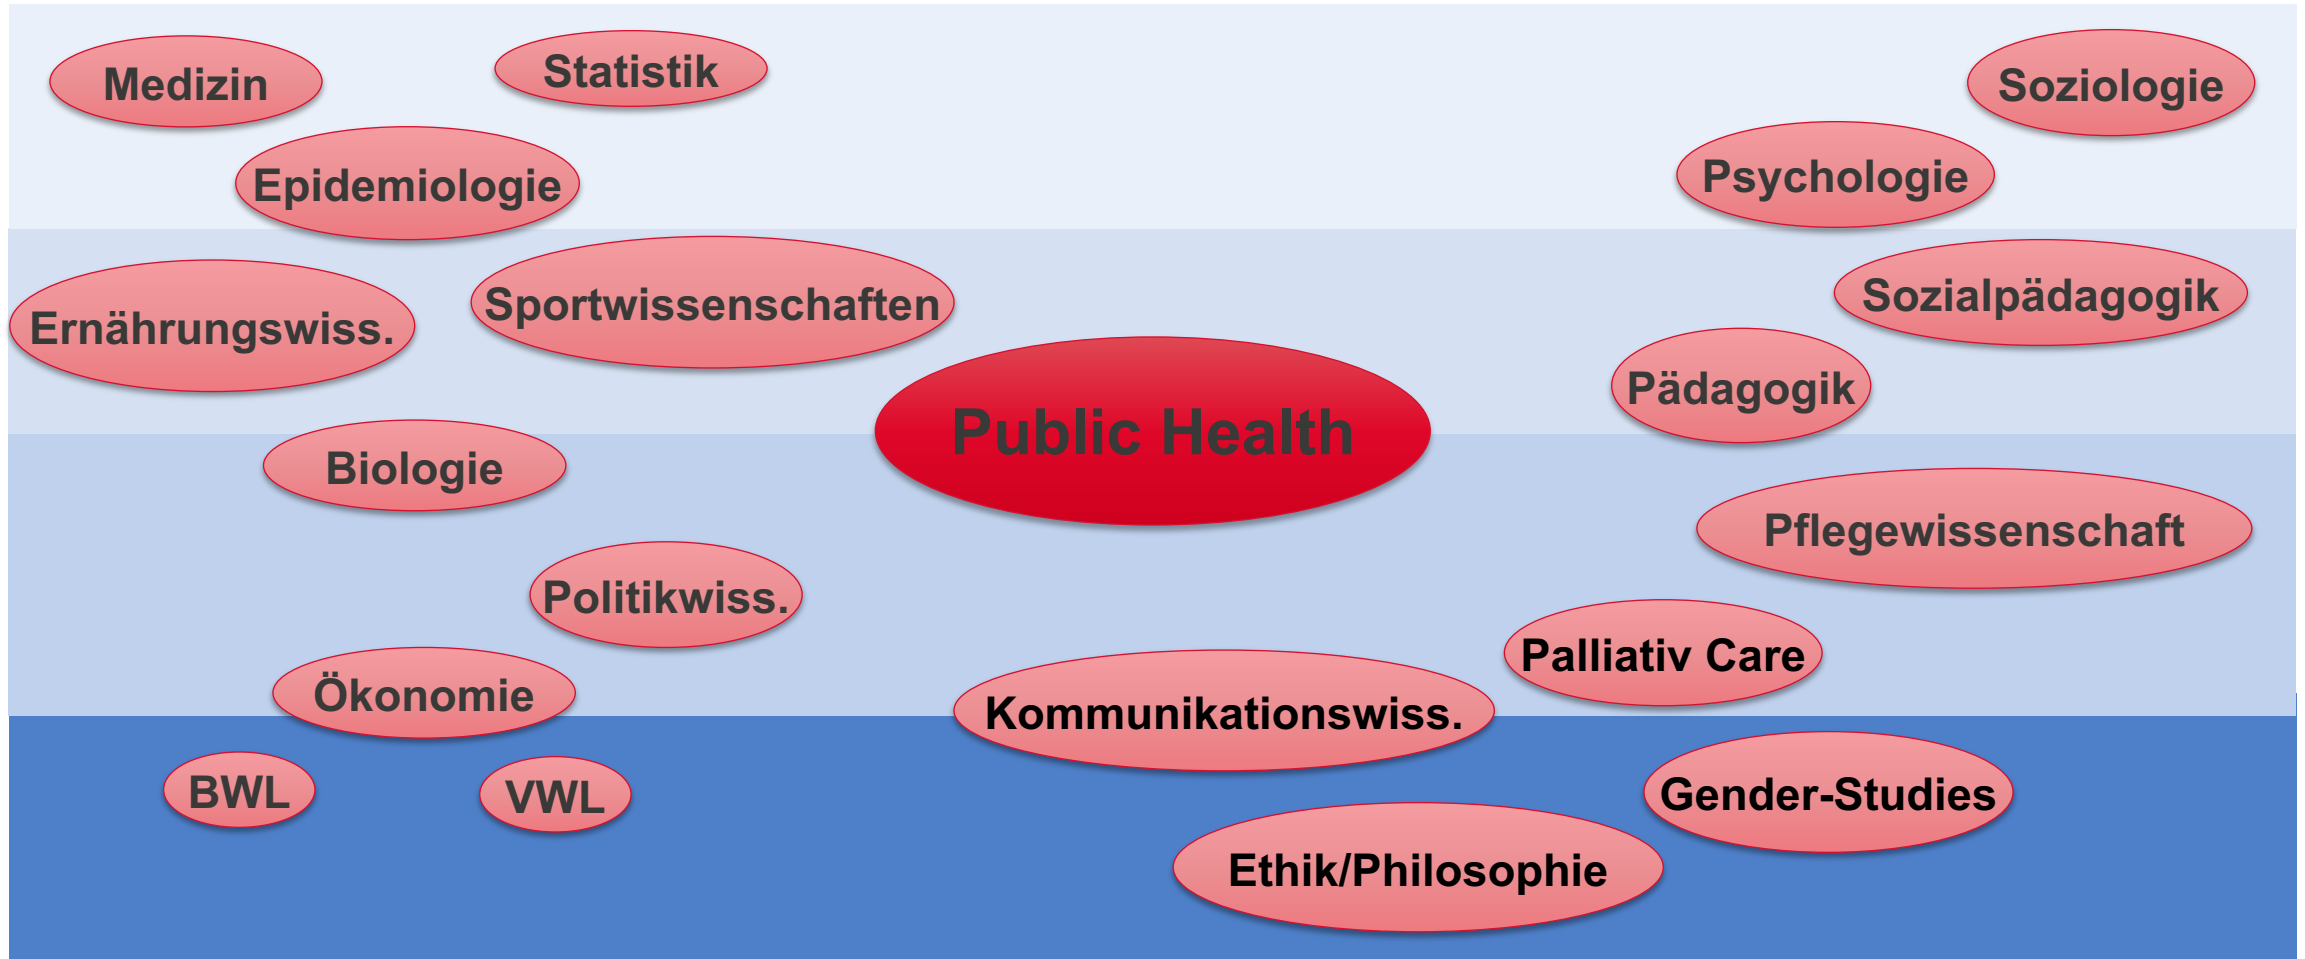 Medizin
Statistik
Soziologie
Epidemiologie
Psychologie
Ernährungswiss.
Sportwissenschaften
Sozialpädagogik
Pädagogik
Public Health
Biologie
Pflegewissenschaft
Politikwiss.
Palliativ Care
Ökonomie
Kommunikationswiss.
BWL
VWL
Gender-Studies
Ethik/Philosophie